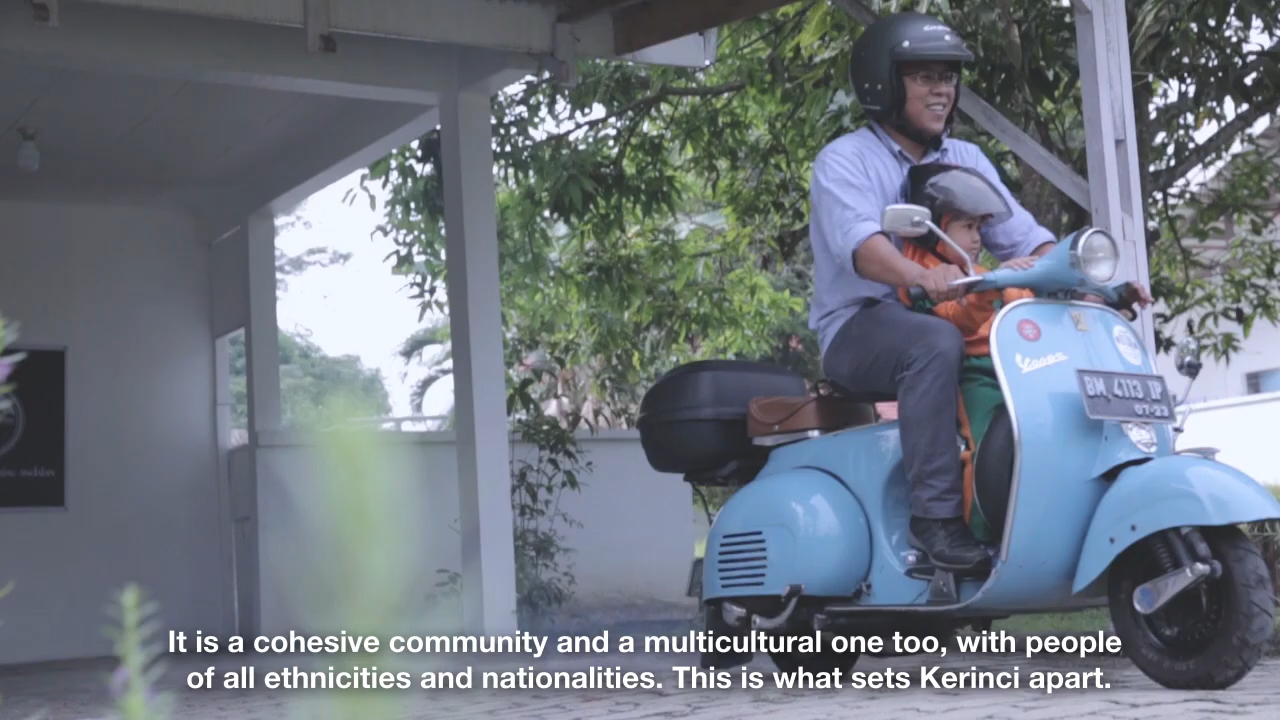 Vespa
BM 4113 IP
07·23
It is a cohesive community and a multicultural one too, with people
of all ethnicities and nationalities. This is what sets Kerinci apart.